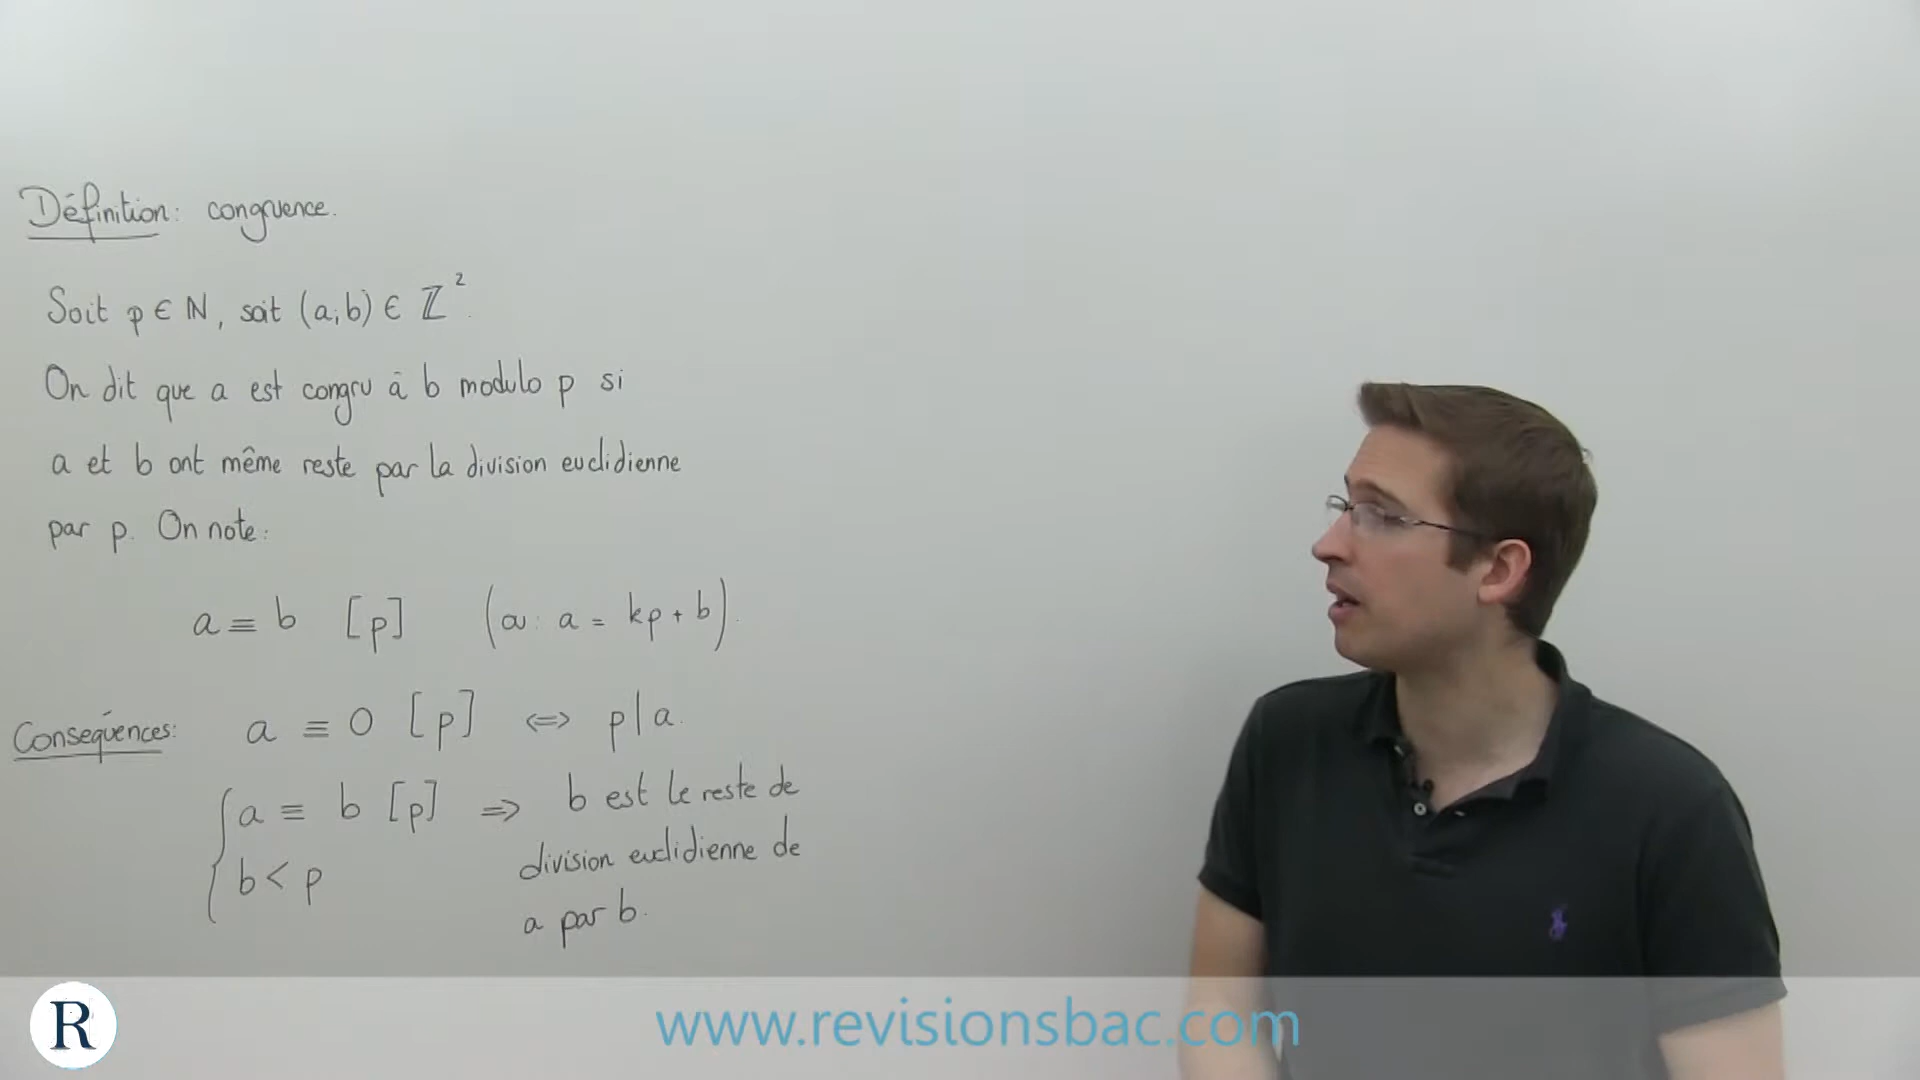 Définition: congruence.
Soit p ∈ ℕ, soit (a;b) ∈ ℤ².
On dit que a est congru à b modulo p si
a et b ont même reste par la division euclidienne
par p. On note:
a ≡ b [p] (ou: a = kp + b).
Conséquences: a ≡ 0 [p] ⇔ p|a.
{ a ≡ b [p] ⇒ b est le reste de
b < p
division euclidienne de
a par b.
R
www.revisionsbac.com